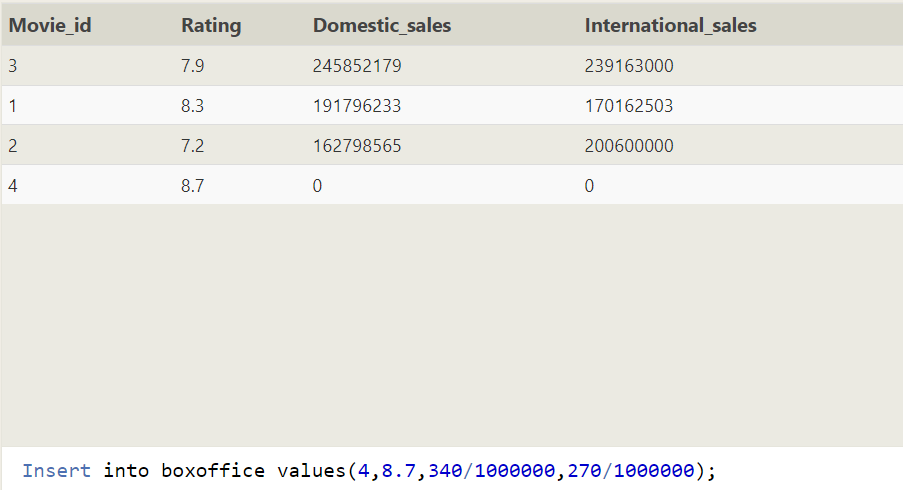 Movie_id Rating Domestic_sales International_sales
3 7.9 245852179 239163000
1 8.3 191796233 170162503
2 7.2 162798565 200600000
4 8.7 0 0
Insert into boxoffice values(4,8.7,340/1000000,270/1000000);